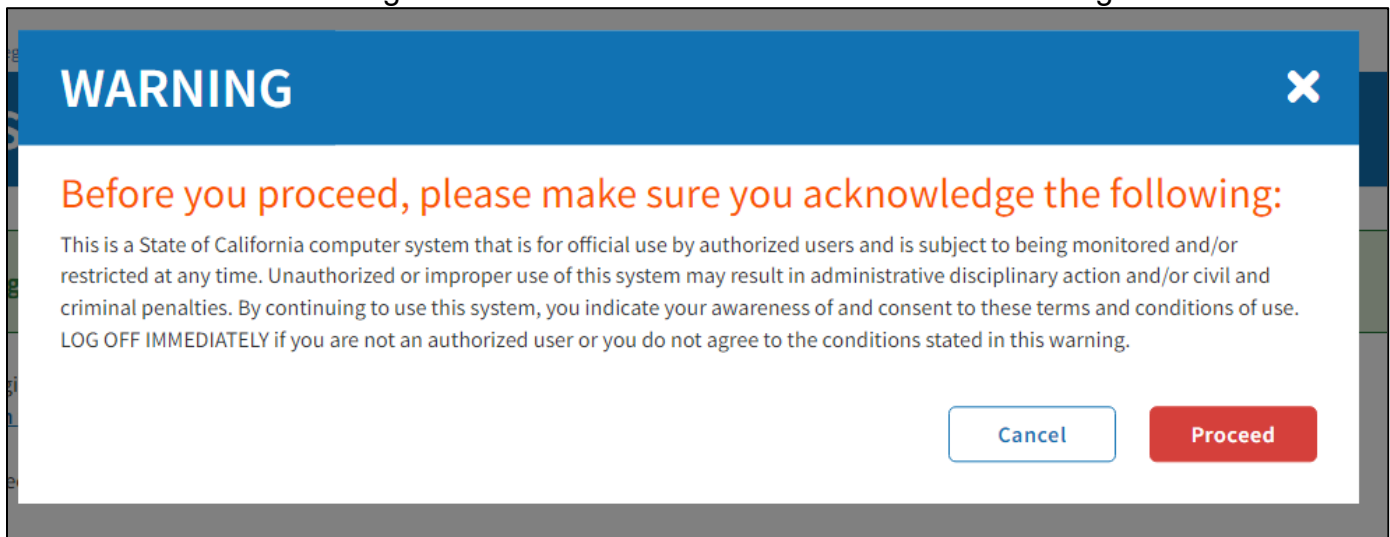 WARNING
Before you proceed, please make sure you acknowledge the following:
This is a State of California computer system that is for official use by authorized users and is subject to being monitored and/or
restricted at any time. Unauthorized or improper use of this system may result in administrative disciplinary action and/or civil and
criminal penalties. By continuing to use this system, you indicate your awareness of and consent to these terms and conditions of use.
LOG OFF IMMEDIATELY if you are not an authorized user or you do not agree to the conditions stated in this warning.
Cancel Proceed